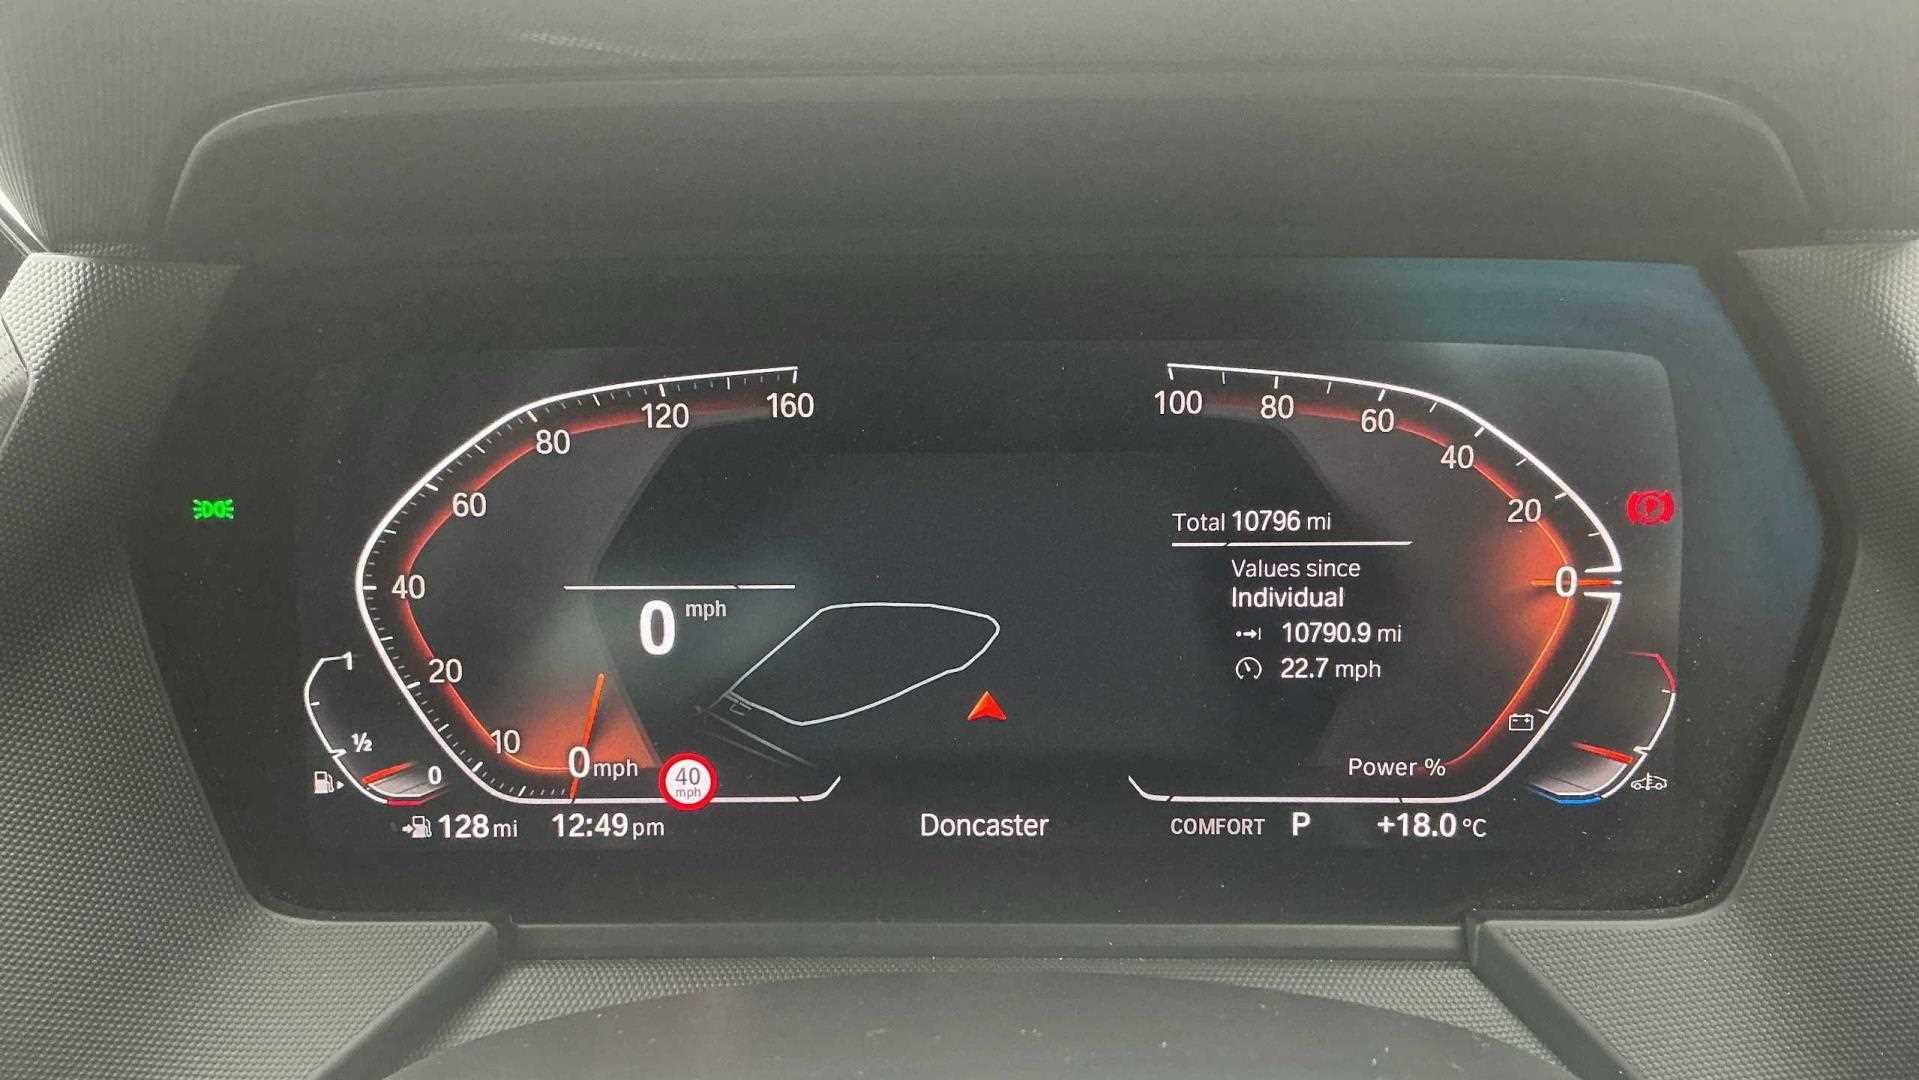 160
120
80
60
40
20
10
0 mph
0 mph
40
mph
1
½
0
128 mi
12:49 pm
Doncaster
100
80
60
40
20
0
Total 10796 mi
Values since
Individual
10790.9 mi
22.7 mph
Power %
COMFORT P +18.0 °C
P